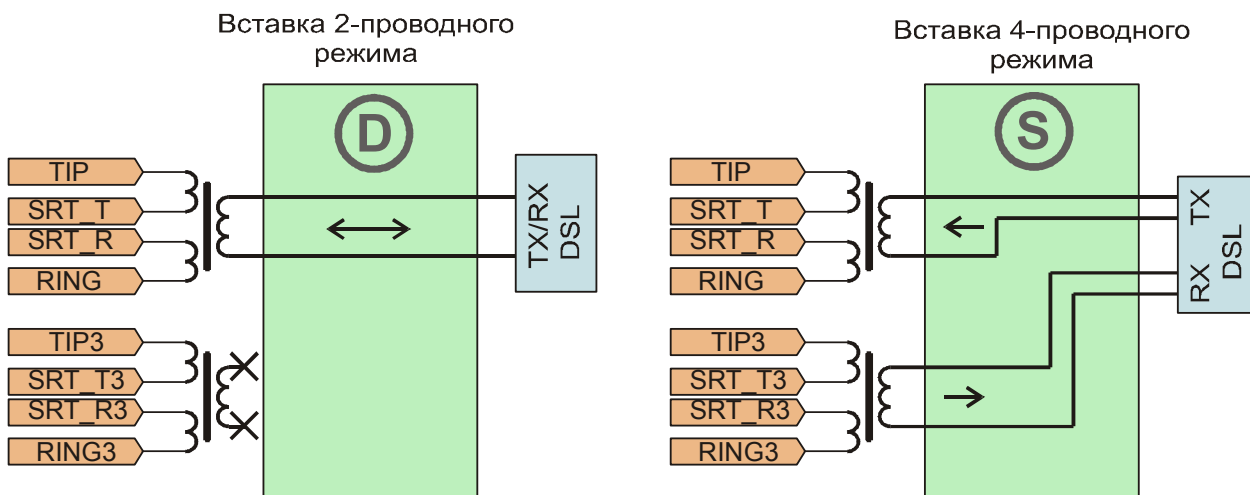 Вставка 2-проводного
режима
D
TIP
SRT_T
SRT_R
RING
TX/RX
DSL
TIP3
SRT_T3
SRT_R3
RING3
Вставка 4-проводного
режима
S
TIP
SRT_T
SRT_R
RING
TX
RX
DSL
TIP3
SRT_T3
SRT_R3
RING3